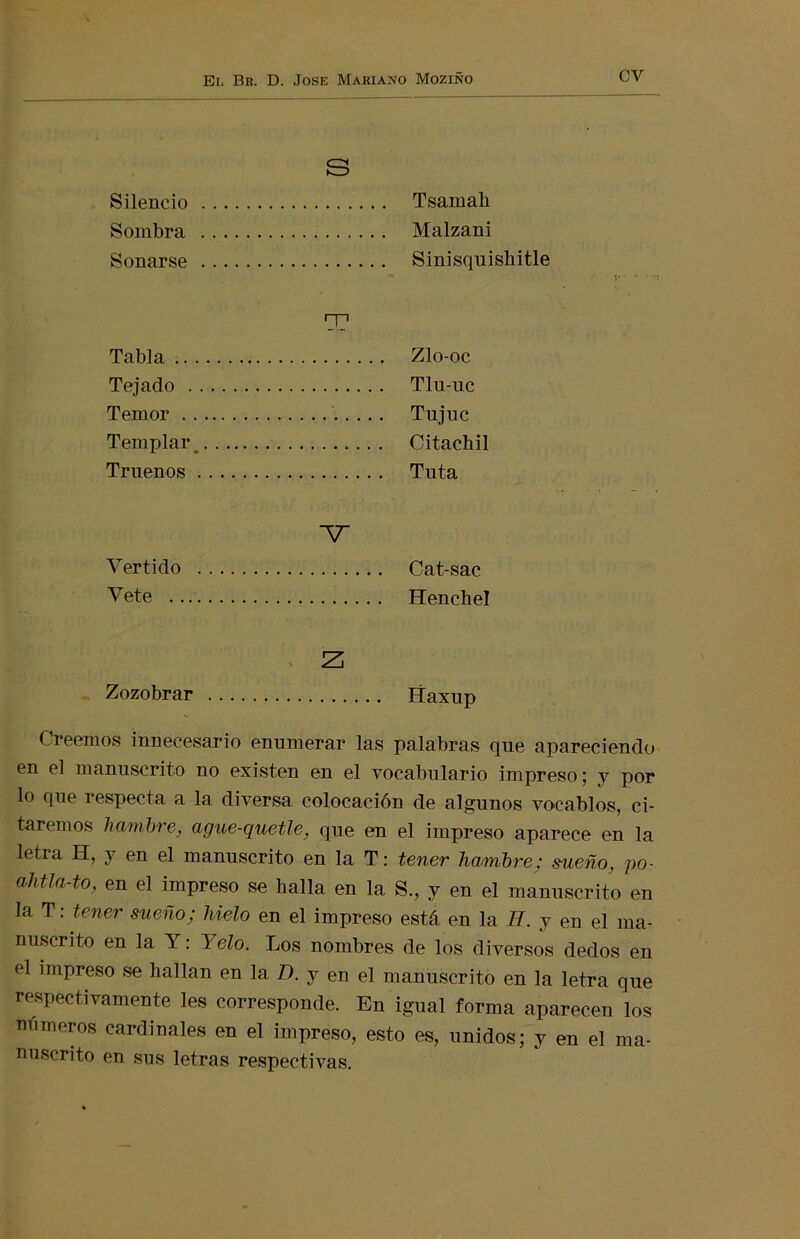 El Br. D. Jose Mariano Moziño CV
S
Silencio .................... Tsamah
Sombra .................... Malzani
Sonarse .................... Sinisquishitle
T
Tabla .................... Zlo-oc
Tejado .................... Tlu-uc
Temor .................... Tujuc
Templar .................... Citachil
Truenos .................... Tuta
V
Vertido .................... Cat-sac
Vete .................... Henchel
Z
Zozobrar .................... Haxup
Creemos innecesario enumerar las palabras que apareciendo
en el manuscrito no existen en el vocabulario impreso; y por
lo que respecta a la diversa colocación de algunos vocablos, ci-
taremos hambre, ague-quetle, que en el impreso aparece en la
letra H, y en el manuscrito en la T: tener hambre; sueño, po-
ahtla-to, en el impreso se halla en la S., y en el manuscrito en
la T: tener sueño; hielo en el impreso está en la H. y en el ma-
nuscrito en la Y: Yelo. Los nombres de los diversos dedos en
el impreso se hallan en la D. y en el manuscrito en la letra que
respectivamente les corresponde. En igual forma aparecen los
números cardinales en el impreso, esto es, unidos; y en el ma-
nuscrito en sus letras respectivas.